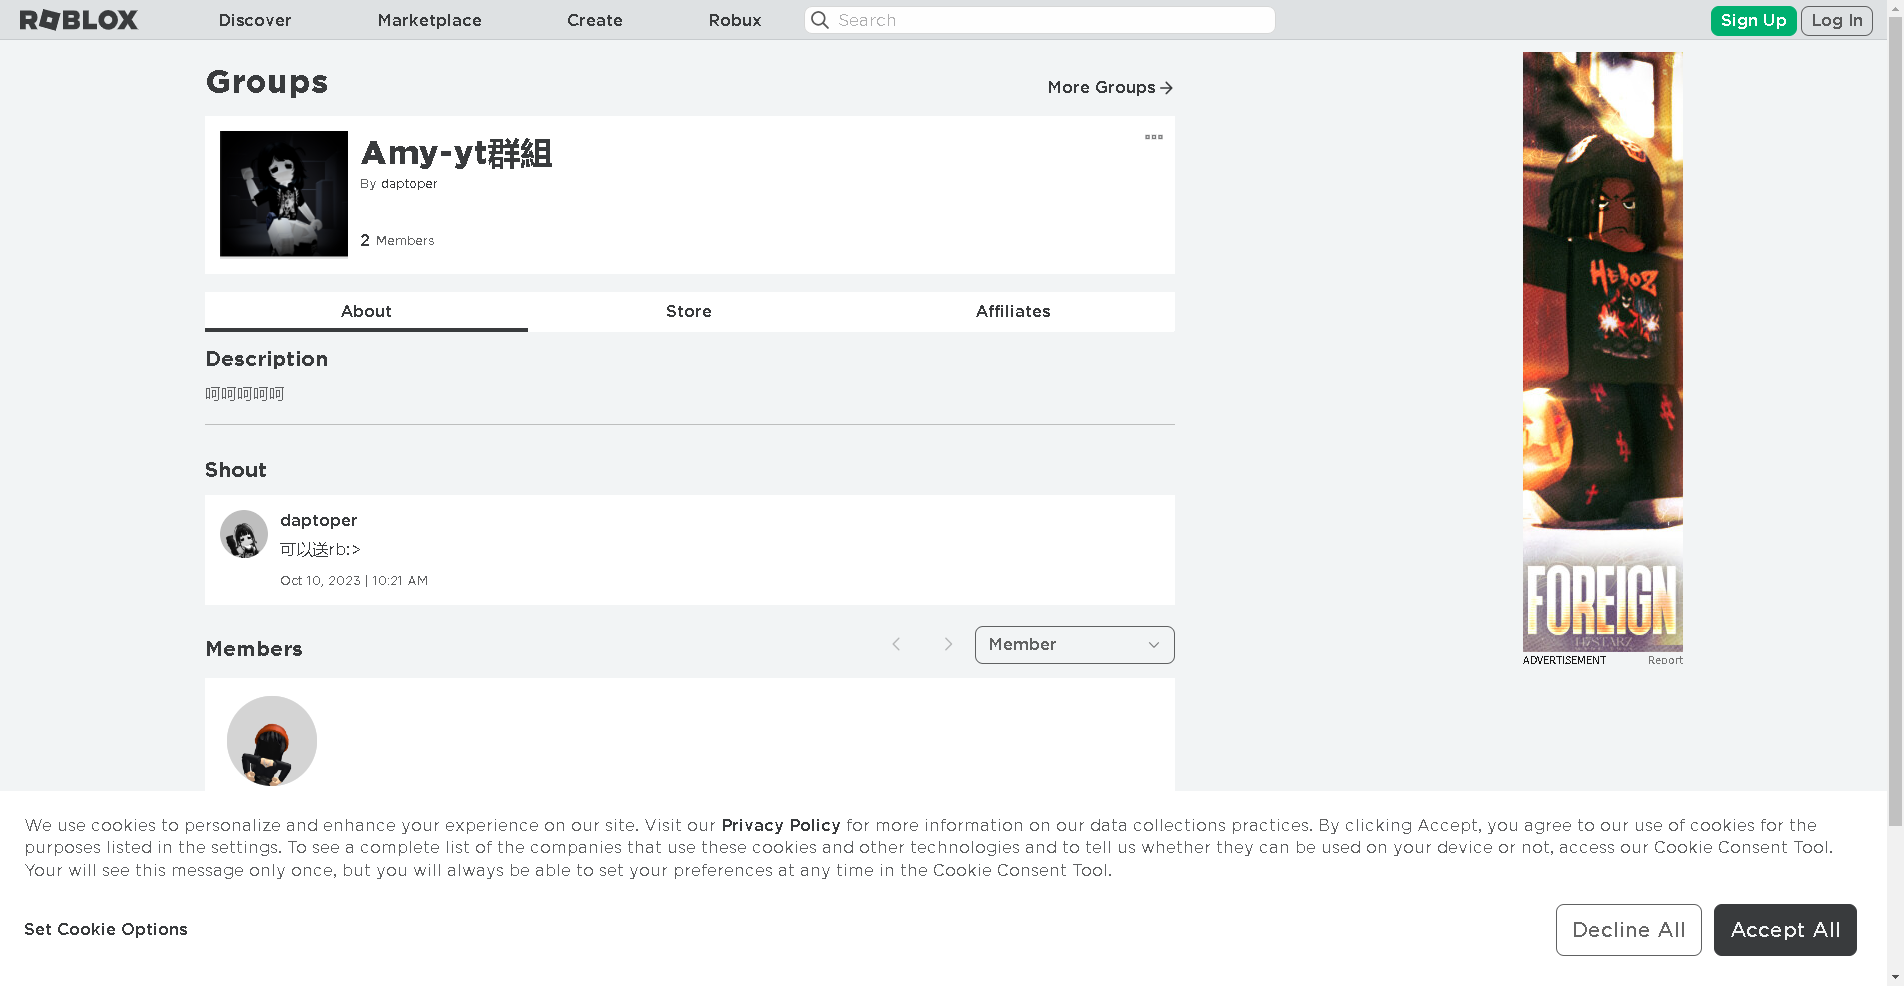 ROBLOX Discover Marketplace Create Robux Search Sign Up Log In
Groups
More Groups
Amy-yt群組
By daptoper
2 Members
About Store Affiliates
Description
呵呵呵呵呵
Shout
daptoper
可以送rb:>
Oct 10, 2023 | 10:21 AM
Members
Member
HEROZ
FOREIGN
ADVERTISEMENT Report
We use cookies to personalize and enhance your experience on our site. Visit our Privacy Policy for more information on our data collections practices. By clicking Accept, you agree to our use of cookies for the
purposes listed in the settings. To see a complete list of the companies that use these cookies and other technologies and to tell us whether they can be used on your device or not, access our Cookie Consent Tool.
Your will see this message only once, but you will always be able to set your preferences at any time in the Cookie Consent Tool.
Set Cookie Options
Decline All
Accept All